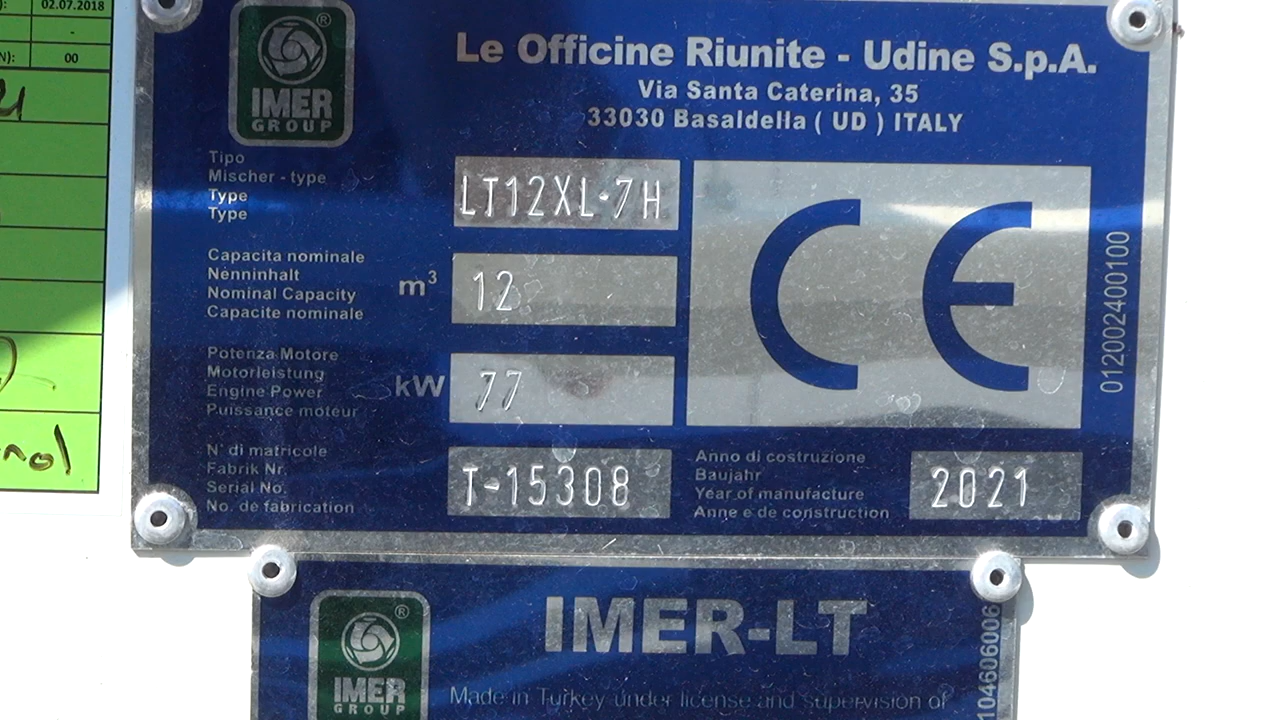 02.07.2018
-
00
IMER
GROUP
®
Le Officine Riunite - Udine S.p.A.
Via Santa Caterina, 35
33030 Basaldella ( UD ) ITALY
Tipo
Mischer - type
Type
Type
LT12XL-7H
Capacita nominale
Nenninhalt
Nominal Capacity
Capacite nominale
m³
12
Potenza Motore
Motorleistung
Engine Power
Puissance moteur
kW
77
N° di matricole
Fabrik Nr.
Serial No.
No. de fabrication
T-15308
Anno di costruzione
Baujahr
Year of manufacture
Anne e de construction
2021
012002400100
IMER
GROUP
®
IMER-LT
Made in Turkey under license and supervision of
104606006